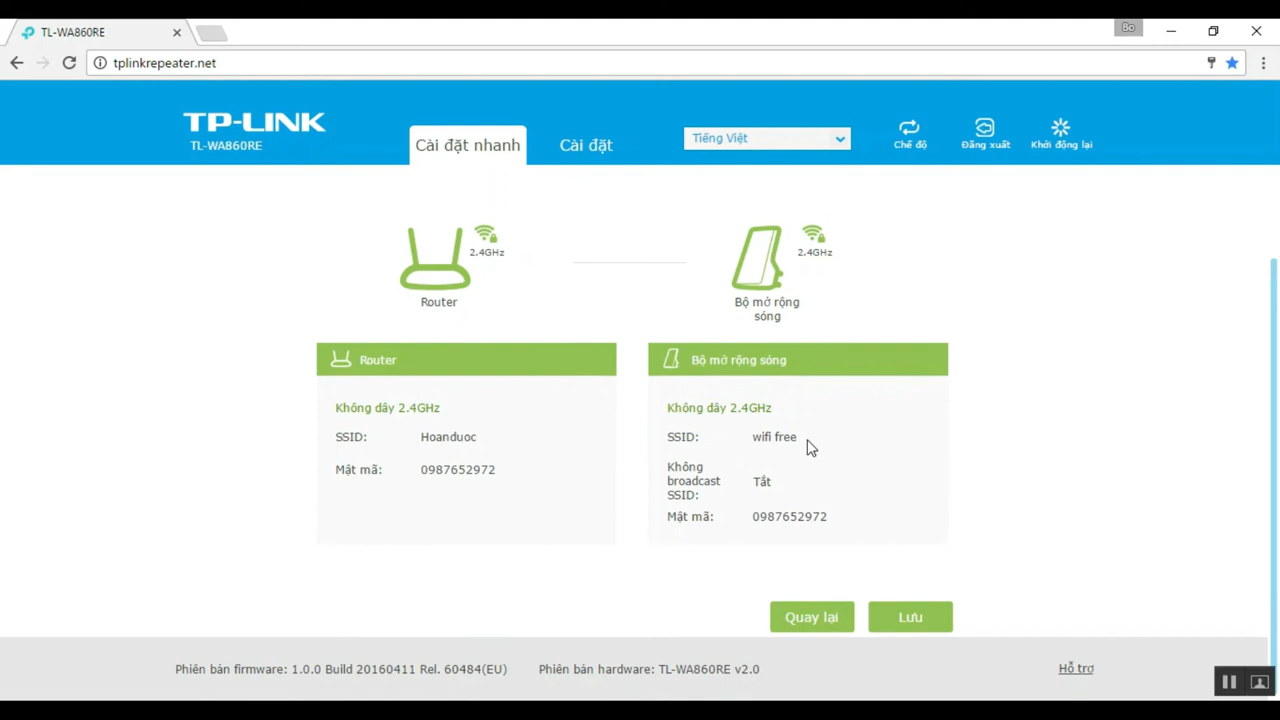 TL-WA860RE
Bo
tplinkrepeater.net
TP-LINK
TL-WA860RE
Cài đặt nhanh
Cài đặt
Tiếng Việt
Chế độ
Đăng xuất
Khởi động lại
2.4GHz
2.4GHz
Router
Bộ mở rộng
sóng
Router
Bộ mở rộng sóng
Không dây 2.4GHz
SSID: Hoanduoc
Mật mã: 0987652972
Không dây 2.4GHz
SSID: wifi free
Không
broadcast
SSID: Tắt
Mật mã: 0987652972
Quay lại
Lưu
Phiên bản firmware: 1.0.0 Build 20160411 Rel. 60484(EU)
Phiên bản hardware: TL-WA860RE v2.0
Hỗ trợ